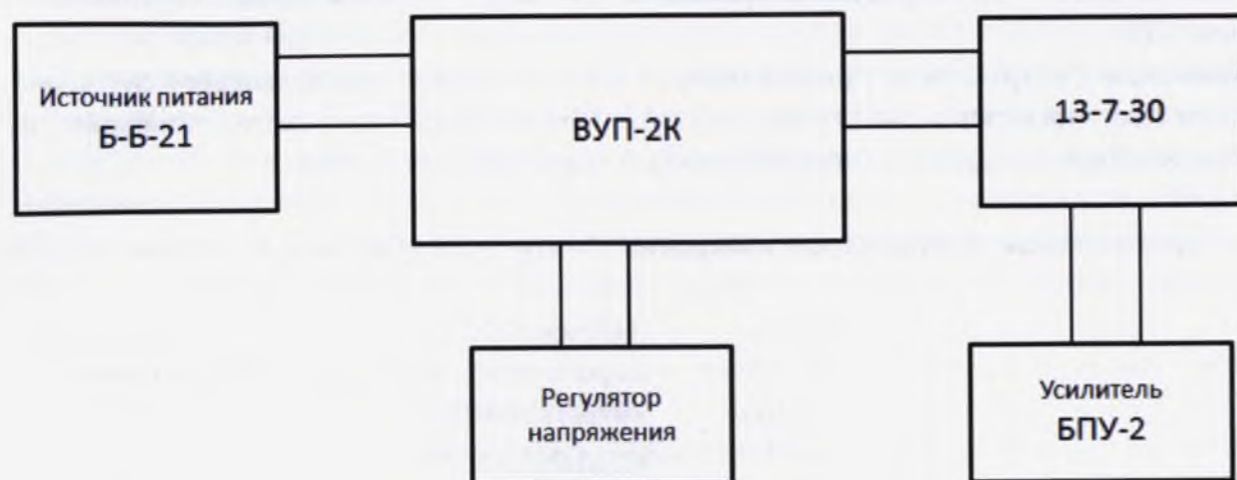 Источник питания
Б-Б-21
ВУП-2К
13-7-30
Регулятор
напряжения
Усилитель
БПУ-2